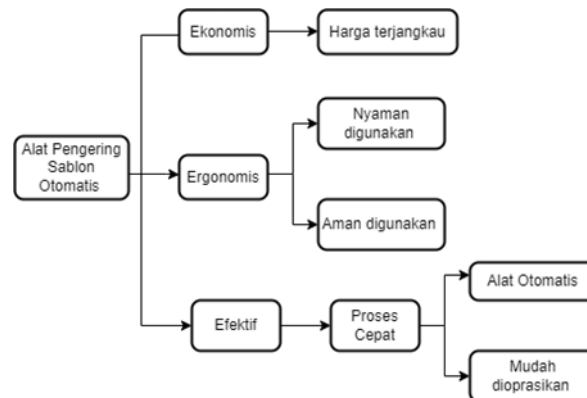 Ekonomis
Harga terjangkau
Alat Pengering
Sablon
Otomatis
Ergonomis
Nyaman
digunakan
Aman digunakan
Efektif
Proses
Cepat
Alat Otomatis
Mudah
dioprasikan